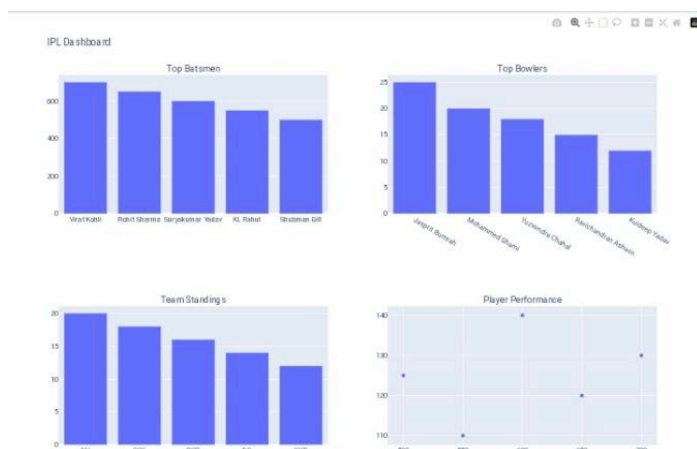 IPL Dashboard
Top Batsmen
600
400
200
0
Virat Kohli Rohit Sharma Suryakumar Yadav KL Rahul Shubman Gill
Top Bowlers
25
20
15
10
5
0
Jasprit Bumrah Mohammed Shami Yuzvendra Chahal Ravichandran Ashwin Kuldeep Yadav
Team Standings
20
15
10
5
0
Player Performance
140
130
120
110